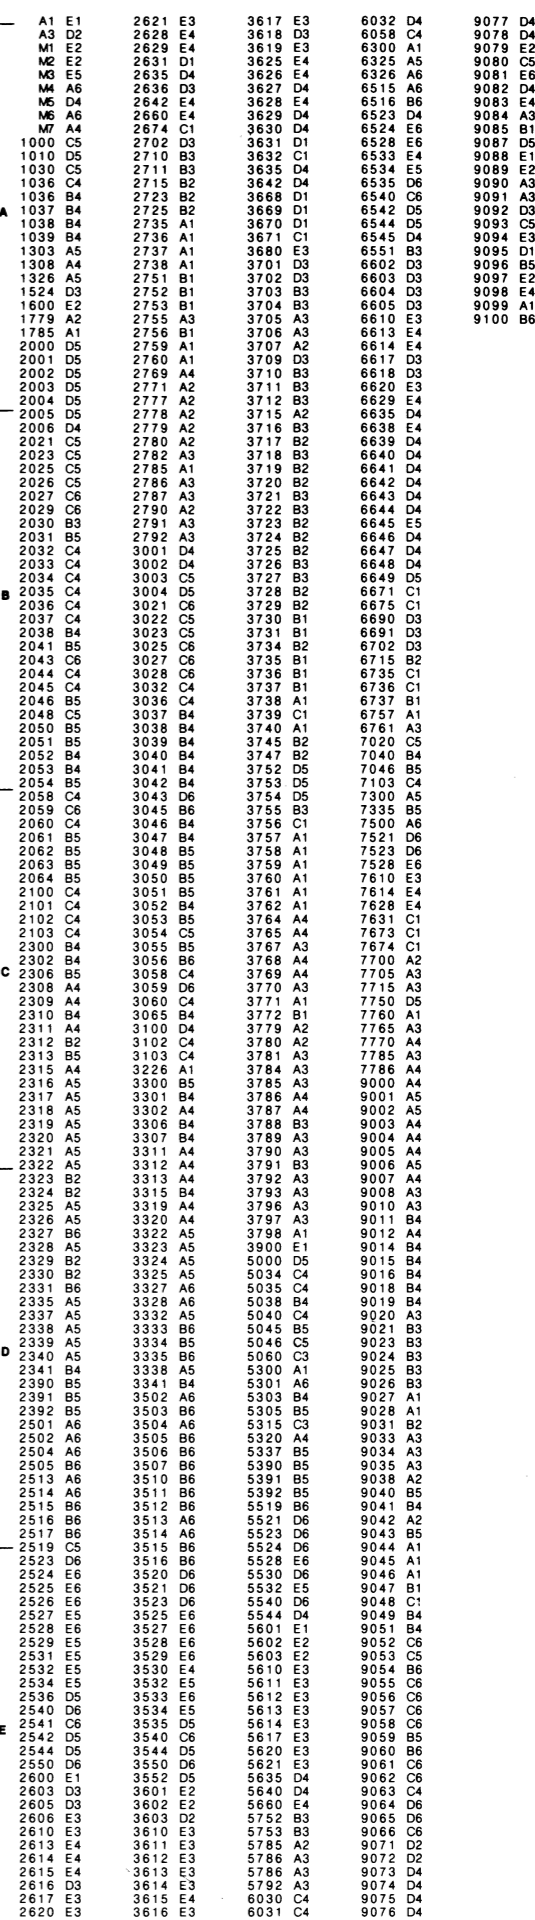 A1 E1
A3 D2
M1 E2
M2 E2
M3 E5
M4 A6
M5 D4
M6 A6
M7 A4
1000 C5
1010 D5
1030 C5
1036 C4
1036 B4
A
1037 B4
1038 B4
1039 B4
1303 A5
1308 A4
1326 A5
1524 D3
1600 E2
1779 A2
1785 A1
2000 D5
2001 D5
2002 D5
2003 D5
2004 D5
2005 D5
2006 D4
2021 C5
2023 C5
2025 C5
2026 C5
2027 C6
2029 C6
2030 B3
2031 B5
2032 C4
2033 C4
2034 C4
B
2035 C4
2036 C4
2037 C4
2038 B4
2041 B5
2043 C6
2044 C4
2045 C4
2046 B5
2048 C5
2050 B5
2051 B5
2052 B4
2053 B4
2054 B5
2058 C4
2059 C6
2060 C4
2061 B5
2062 B5
2063 B5
2064 B5
2100 C4
2101 C4
2102 C4
2103 C4
2300 B4
2302 B4
C
2306 B5
2308 A4
2309 A4
2310 B4
2311 A4
2312 B2
2313 B5
2315 A4
2316 A5
2317 A5
2318 A5
2319 A5
2320 A5
2321 A5
2322 A5
2323 B2
2324 B2
2325 A5
2326 A5
2327 B6
2328 A5
2329 B2
2330 B2
2331 B6
2335 A5
2337 A5
2338 A5
2339 A5
D
2340 A5
2341 B4
2390 B5
2391 B5
2392 B5
2501 A6
2502 A6
2504 A6
2505 B6
2513 A6
2514 A6
2515 B6
2516 B6
2517 B6
2519 C5
2523 D6
2524 E6
2525 E6
2526 E6
2527 E5
2528 E6
2529 E5
2531 E5
2532 E5
2534 E5
2536 D5
2540 D6
E
2541 C6
2542 D5
2544 D5
2550 D6
2600 E1
2603 D3
2605 D3
2606 E3
2610 E3
2613 E4
2614 E4
2615 E4
2616 D3
2617 E3
2620 E3
2621 E3
2628 E4
2629 E4
2631 D1
2635 D4
2636 D3
2642 E4
2660 E4
2674 C1
2702 D3
2710 B3
2711 B3
2715 B2
2723 B2
2725 B2
2735 A1
2736 A1
2737 A1
2738 A1
2751 B1
2752 B1
2753 B1
2755 A3
2756 B1
2759 A1
2760 A1
2769 A4
2771 A2
2777 A2
2778 A2
2779 A2
2780 A2
2782 A3
2785 A1
2786 A3
2787 A3
2790 A2
2791 A3
2792 A3
3001 D4
3002 D4
3003 C5
3004 D5
3021 C6
3022 C5
3023 C5
3025 C6
3027 C6
3028 C6
3032 C4
3036 C4
3037 B4
3038 B4
3039 B4
3040 B4
3041 B4
3042 B4
3043 D6
3045 B6
3046 B4
3047 B4
3048 B5
3049 B5
3050 B5
3051 B5
3052 B4
3053 B5
3054 C5
3055 B5
3056 B6
3058 C4
3059 D6
3060 C4
3065 B4
3100 D4
3102 C4
3103 C4
3226 A1
3300 B5
3301 B4
3302 A4
3306 B4
3307 B4
3311 A4
3312 A4
3313 A4
3315 B4
3319 A4
3320 A4
3322 A5
3323 A5
3324 A5
3325 A5
3327 A6
3328 A6
3332 A5
3333 B6
3334 B5
3335 B6
3338 A5
3341 B4
3502 A6
3503 B6
3504 A6
3505 B6
3506 B6
3507 B6
3510 B6
3511 B6
3512 B6
3513 A6
3514 A6
3515 B6
3516 B6
3520 D6
3521 D6
3523 D6
3525 E6
3527 E6
3528 E6
3529 E6
3530 E4
3532 E5
3533 E6
3534 E5
3535 D5
3540 C6
3544 D5
3550 D6
3552 D5
3601 E2
3602 E2
3603 D2
3610 E3
3611 E3
3612 E3
3613 E3
3614 E3
3615 E4
3616 E3
3617 E3
3618 D3
3619 E3
3625 E4
3626 E4
3627 D4
3628 E4
3629 D4
3630 D4
3631 D1
3632 C1
3635 D4
3642 D4
3668 D1
3669 D1
3670 D1
3671 C1
3680 E3
3701 D3
3702 D3
3703 B3
3704 B3
3705 A3
3706 A3
3707 A2
3709 D3
3710 B3
3711 B3
3712 B3
3715 A2
3716 B3
3717 B2
3718 B3
3719 B2
3720 B2
3721 B3
3722 B3
3723 B2
3724 B2
3725 B2
3726 B3
3727 B3
3728 B2
3729 B2
3730 B1
3731 B1
3734 B2
3735 B1
3736 B1
3737 B1
3738 A1
3739 C1
3740 A1
3745 B2
3747 B2
3752 D5
3753 D5
3754 D5
3755 B3
3756 C1
3757 A1
3758 A1
3759 A1
3760 A1
3761 A1
3762 A1
3764 A4
3765 A4
3767 A3
3768 A4
3769 A4
3770 A3
3771 A1
3772 B1
3779 A2
3780 A2
3781 A3
3784 A3
3785 A3
3786 A4
3787 A4
3788 B3
3789 A3
3790 A3
3791 B3
3792 A3
3793 A3
3796 A3
3797 A3
3798 A1
3900 E1
5000 D5
5034 C4
5035 C4
5038 B4
5040 C4
5045 B5
5046 C5
5060 C3
5300 A1
5301 A6
5303 B4
5305 B5
5315 C3
5320 A4
5337 B5
5390 B5
5391 B5
5392 B5
5519 B6
5521 D6
5523 D6
5524 D6
5528 E6
5530 D6
5532 E5
5540 D6
5544 D4
5601 E1
5602 E2
5603 E2
5610 E3
5611 E3
5612 E3
5613 E3
5614 E3
5617 E3
5620 E3
5621 E3
5635 D4
5640 D4
5660 E4
5752 B3
5753 B3
5785 A2
5786 A3
5786 A3
5792 A3
6030 C4
6031 C4
6032 D4
6058 C4
6300 A1
6325 A5
6326 A6
6515 A6
6516 B6
6523 D4
6524 E6
6528 E6
6533 E4
6534 E5
6535 D6
6540 C6
6542 D5
6544 D5
6545 D4
6551 B3
6602 D3
6603 D3
6604 D3
6605 D3
6610 E3
6613 E4
6614 E4
6617 D3
6618 D3
6620 E3
6629 E4
6635 D4
6638 E4
6639 D4
6640 D4
6641 D4
6642 D4
6643 D4
6644 D4
6645 E5
6646 D4
6647 D4
6648 D4
6649 D5
6671 C1
6675 C1
6690 D3
6691 D3
6702 D3
6715 B2
6735 C1
6736 C1
6737 B1
6757 A1
6761 A3
7020 C5
7040 B4
7046 B5
7103 C4
7300 A5
7335 B5
7500 A6
7521 D6
7523 D6
7528 E6
7610 E3
7614 E4
7628 E4
7631 C1
7673 C1
7674 C1
7700 A2
7705 A3
7715 A3
7750 D5
7760 A1
7765 A3
7770 A4
7785 A3
7786 A4
9000 A4
9001 A5
9002 A5
9003 A4
9004 A4
9005 A4
9006 A5
9007 A4
9008 A3
9010 A3
9011 B4
9012 A4
9014 B4
9015 B4
9016 B4
9018 B4
9019 B4
9020 A3
9021 B3
9023 B3
9024 B3
9025 B3
9026 B3
9027 A1
9028 A1
9031 B2
9033 A3
9034 A3
9035 A3
9038 A2
9040 B5
9041 B4
9042 A2
9043 B5
9044 A1
9045 A1
9046 A1
9047 B1
9048 C1
9049 B4
9051 B4
9052 C6
9053 C5
9054 B6
9055 C6
9056 C6
9057 C6
9058 C6
9059 B5
9060 B6
9061 C6
9062 C6
9063 C4
9064 D6
9065 D6
9066 C6
9071 D2
9072 D2
9073 D4
9074 D4
9075 D4
9076 D4
9077 D4
9078 D4
9079 E2
9080 C5
9081 E6
9082 D4
9083 E4
9084 A3
9085 B1
9087 D5
9088 E1
9089 E2
9090 A3
9091 A3
9092 D3
9093 C5
9094 E3
9095 D1
9096 B5
9097 E2
9098 E4
9099 A1
9100 B6